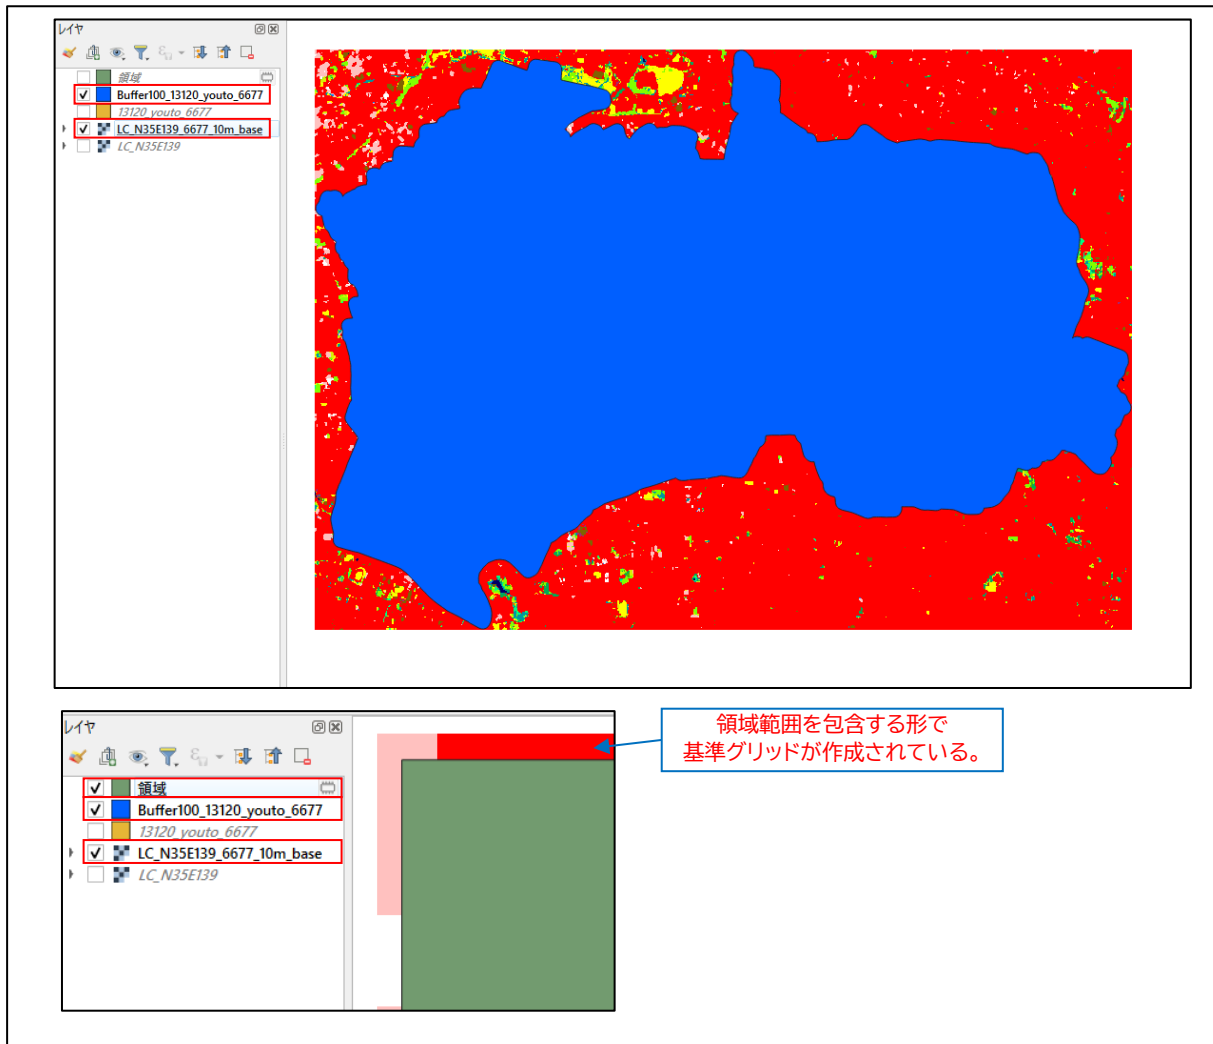 レイヤ
領域
Buffer100_13120_youto_6677
13120_youto_6677
LC_N35E139_6677_10m_base
LC_N35E139
レイヤ
領域
Buffer100_13120_youto_6677
13120_youto_6677
LC_N35E139_6677_10m_base
LC_N35E139
領域範囲を包含する形で
基準グリッドが作成されている。